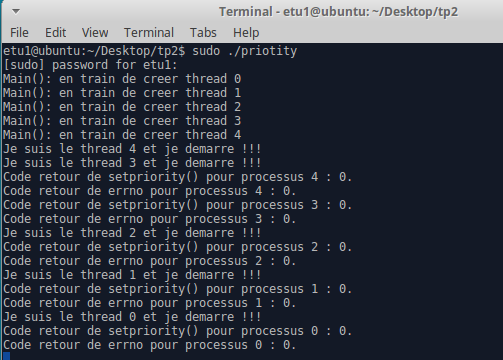 Terminal - etu1@ubuntu: ~/Desktop/tp2
File Edit View Terminal Tabs Help
etu1@ubuntu:~/Desktop/tp2$ sudo ./priotity
[sudo] password for etu1:
Main(): en train de creer thread 0
Main(): en train de creer thread 1
Main(): en train de creer thread 2
Main(): en train de creer thread 3
Main(): en train de creer thread 4
Je suis le thread 4 et je demarre !!!
Je suis le thread 3 et je demarre !!!
Code retour de setpriority() pour processus 4 : 0.
Code retour de errno pour processus 4 : 0.
Code retour de setpriority() pour processus 3 : 0.
Code retour de errno pour processus 3 : 0.
Je suis le thread 2 et je demarre !!!
Code retour de setpriority() pour processus 2 : 0.
Code retour de errno pour processus 2 : 0.
Je suis le thread 1 et je demarre !!!
Code retour de setpriority() pour processus 1 : 0.
Code retour de errno pour processus 1 : 0.
Je suis le thread 0 et je demarre !!!
Code retour de setpriority() pour processus 0 : 0.
Code retour de errno pour processus 0 : 0.